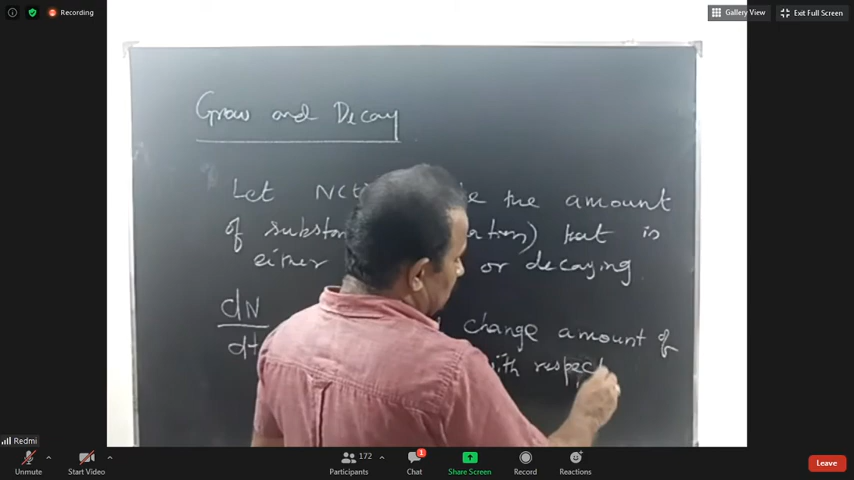 Recording
Gallery View
Exit Full Screen
Grow and Decay
Let N(t) be the amount
of substan ation) that is
either or decaying.
dN
dt
change amount of
with respect
Redmi
Unmute
Start Video
172
Participants
1
Chat
Share Screen
Record
Reactions
Leave